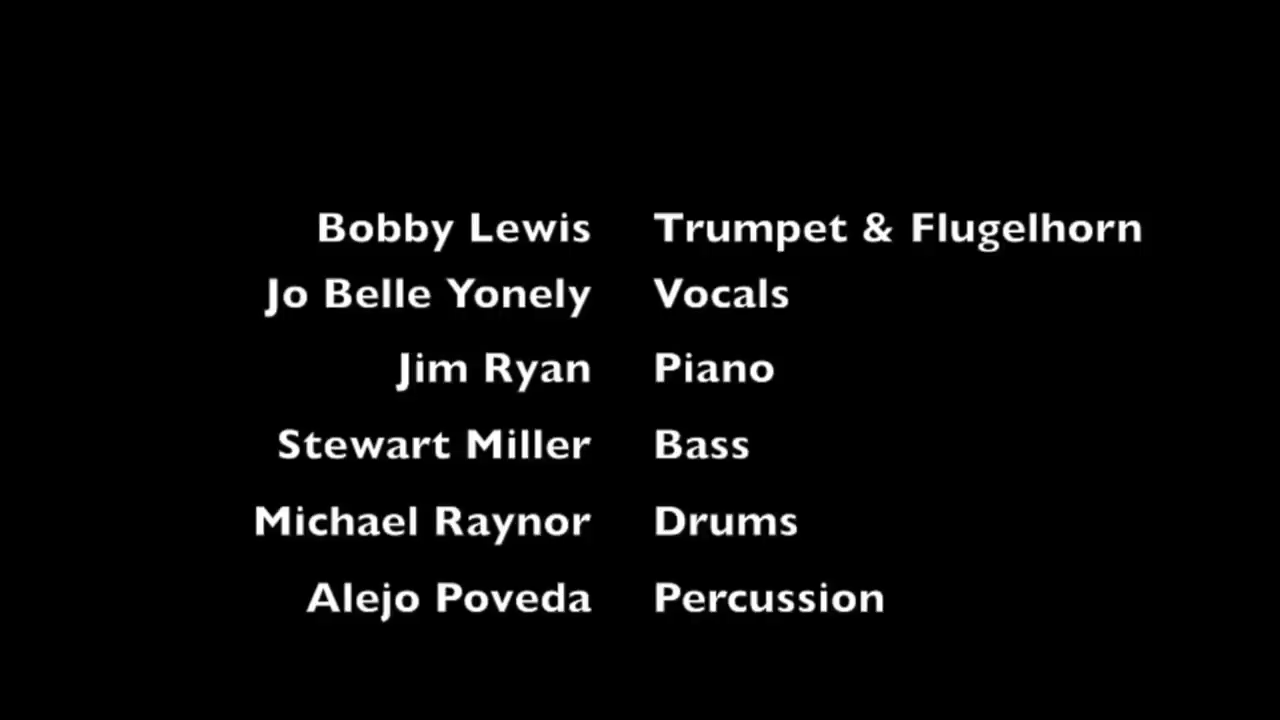 Bobby Lewis Trumpet & Flugelhorn
Jo Belle Yonely Vocals
Jim Ryan Piano
Stewart Miller Bass
Michael Raynor Drums
Alejo Poveda Percussion